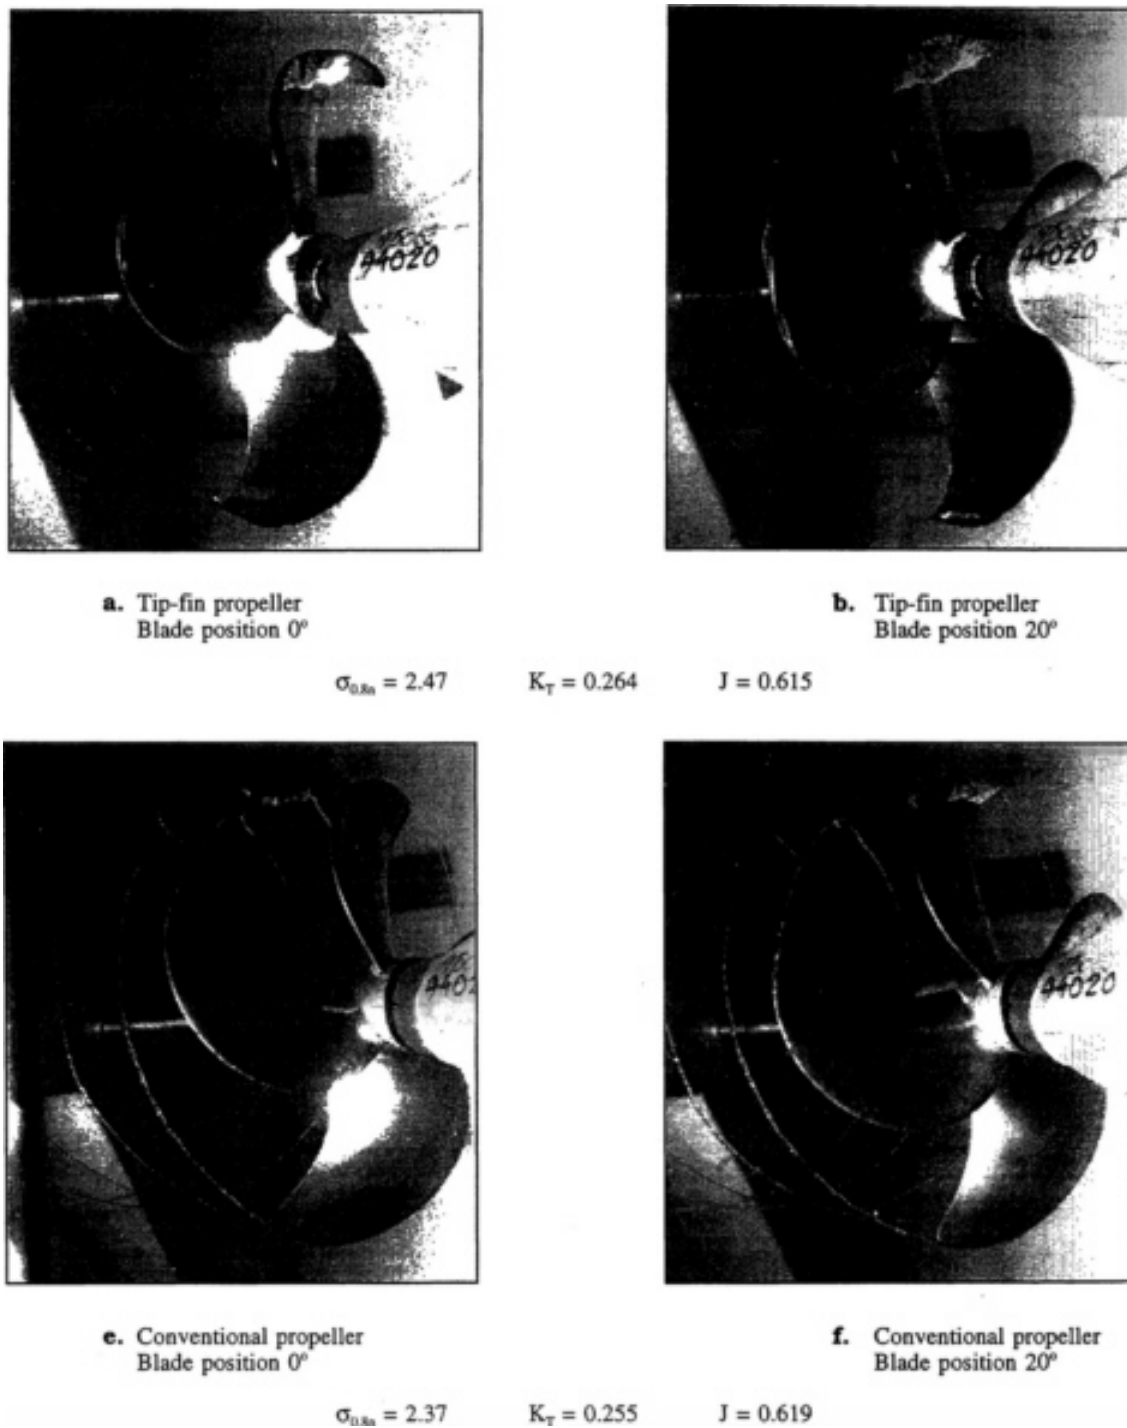 94020
94020
a. Tip-fin propeller
Blade position 0°
b. Tip-fin propeller
Blade position 20°
σ0.8n = 2.47 KT = 0.264 J = 0.615
94020
e. Conventional propeller
Blade position 0°
f. Conventional propeller
Blade position 20°
σ0.8n = 2.37 KT = 0.255 J = 0.619